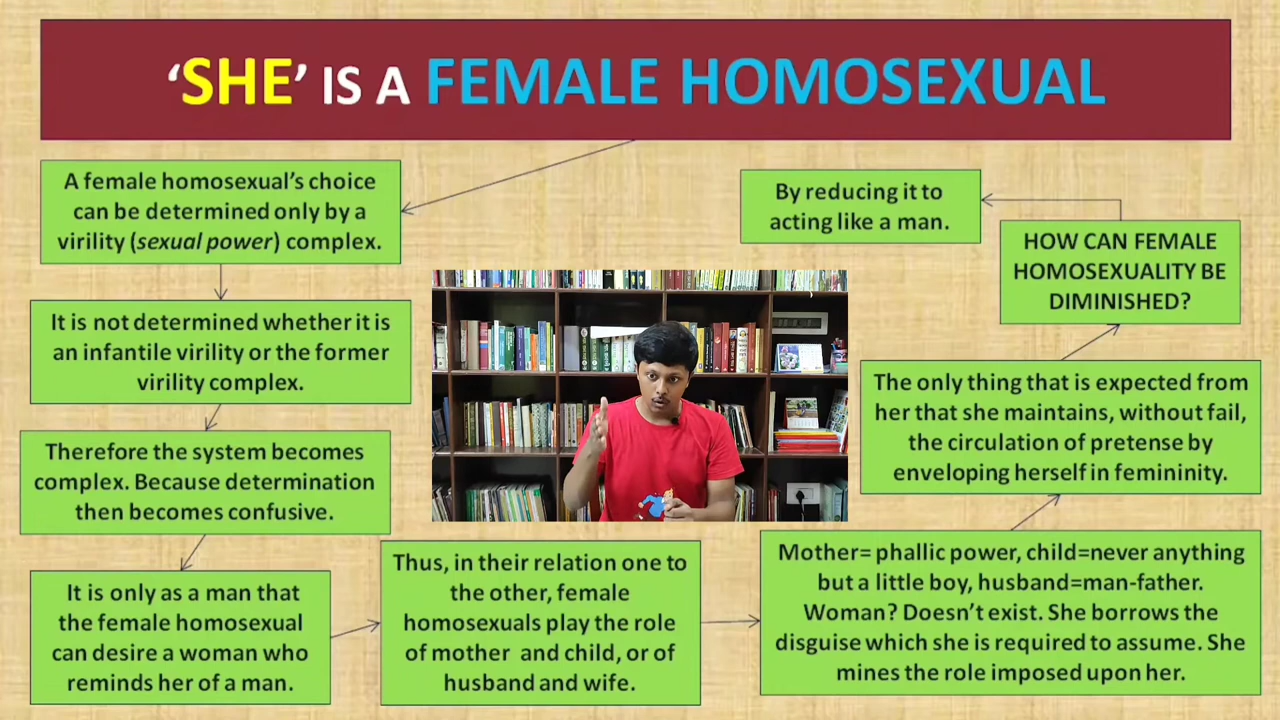 ‘SHE’ IS A FEMALE HOMOSEXUAL
A female homosexual’s choice
can be determined only by a
virility (sexual power) complex.
It is not determined whether it is
an infantile virility or the former
virility complex.
Therefore the system becomes
complex. Because determination
then becomes confusive.
It is only as a man that
the female homosexual
can desire a woman who
reminds her of a man.
Thus, in their relation one to
the other, female
homosexuals play the role
of mother and child, or of
husband and wife.
Mother= phallic power, child=never anything
but a little boy, husband=man-father.
Woman? Doesn’t exist. She borrows the
disguise which she is required to assume. She
mines the role imposed upon her.
The only thing that is expected from
her that she maintains, without fail,
the circulation of pretense by
enveloping herself in femininity.
HOW CAN FEMALE
HOMOSEXUALITY BE
DIMINISHED?
By reducing it to
acting like a man.